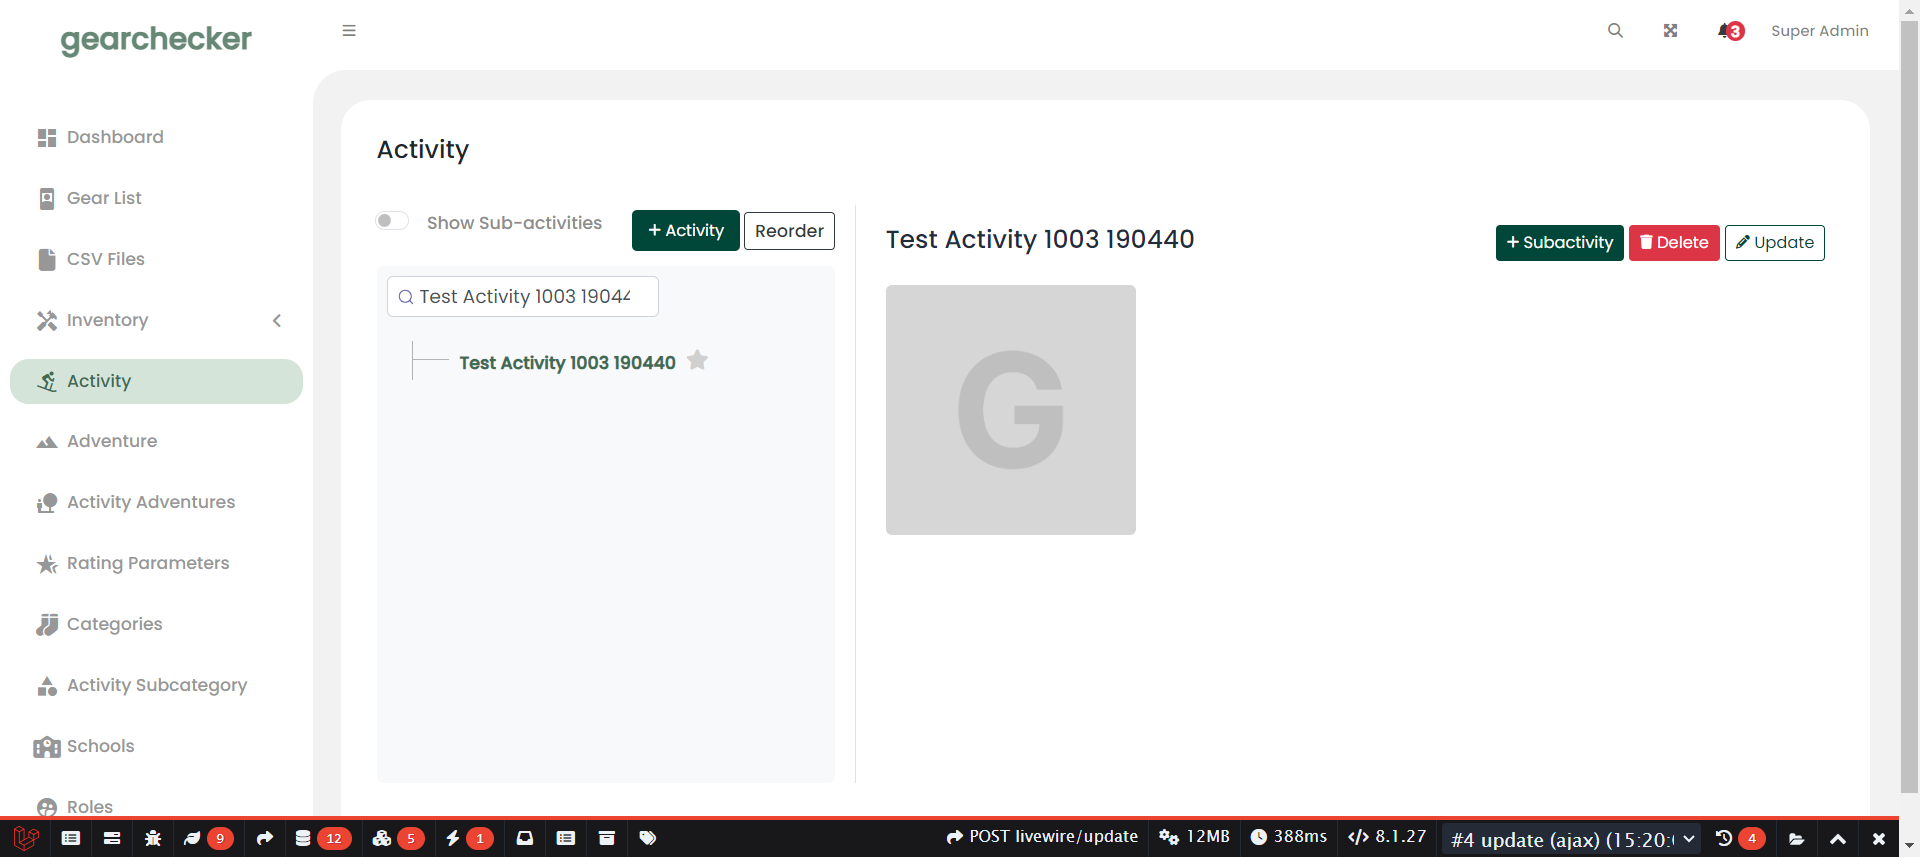 gearchecker
3
Super Admin
Dashboard
Gear List
CSV Files
Inventory
Activity
Adventure
Activity Adventures
Rating Parameters
Categories
Activity Subcategory
Schools
Roles
Activity
Show Sub-activities
+ Activity
Reorder
Test Activity 1003 19044
Test Activity 1003 190440
Test Activity 1003 190440
+ Subactivity
Delete
Update
G
9
12
5
1
POST livewire/update
12MB
388ms
8.1.27
#4 update (ajax) (15:20:
4